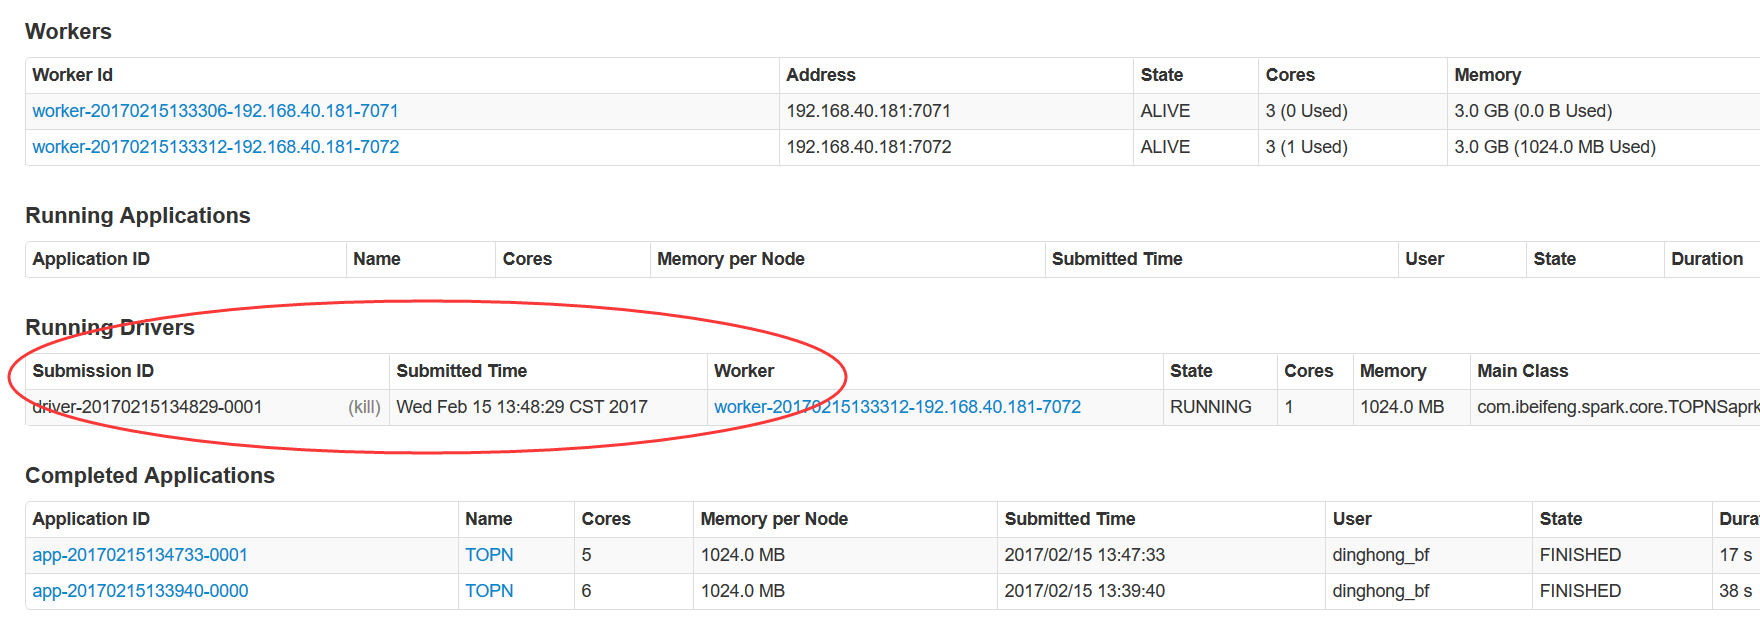 Workers
Worker Id Address State Cores Memory
worker-20170215133306-192.168.40.181-7071 192.168.40.181:7071 ALIVE 3 (0 Used) 3.0 GB (0.0 B Used)
worker-20170215133312-192.168.40.181-7072 192.168.40.181:7072 ALIVE 3 (1 Used) 3.0 GB (1024.0 MB Used)
Running Applications
Application ID Name Cores Memory per Node Submitted Time User State Duration
Running Drivers
Submission ID Submitted Time Worker State Cores Memory Main Class
driver-20170215134829-0001 (kill) Wed Feb 15 13:48:29 CST 2017 worker-20170215133312-192.168.40.181-7072 RUNNING 1 1024.0 MB com.ibeifeng.spark.core.TOPNSapark
Completed Applications
Application ID Name Cores Memory per Node Submitted Time User State Dura
app-20170215134733-0001 TOPN 5 1024.0 MB 2017/02/15 13:47:33 dinghong_bf FINISHED 17 s
app-20170215133940-0000 TOPN 6 1024.0 MB 2017/02/15 13:39:40 dinghong_bf FINISHED 38 s